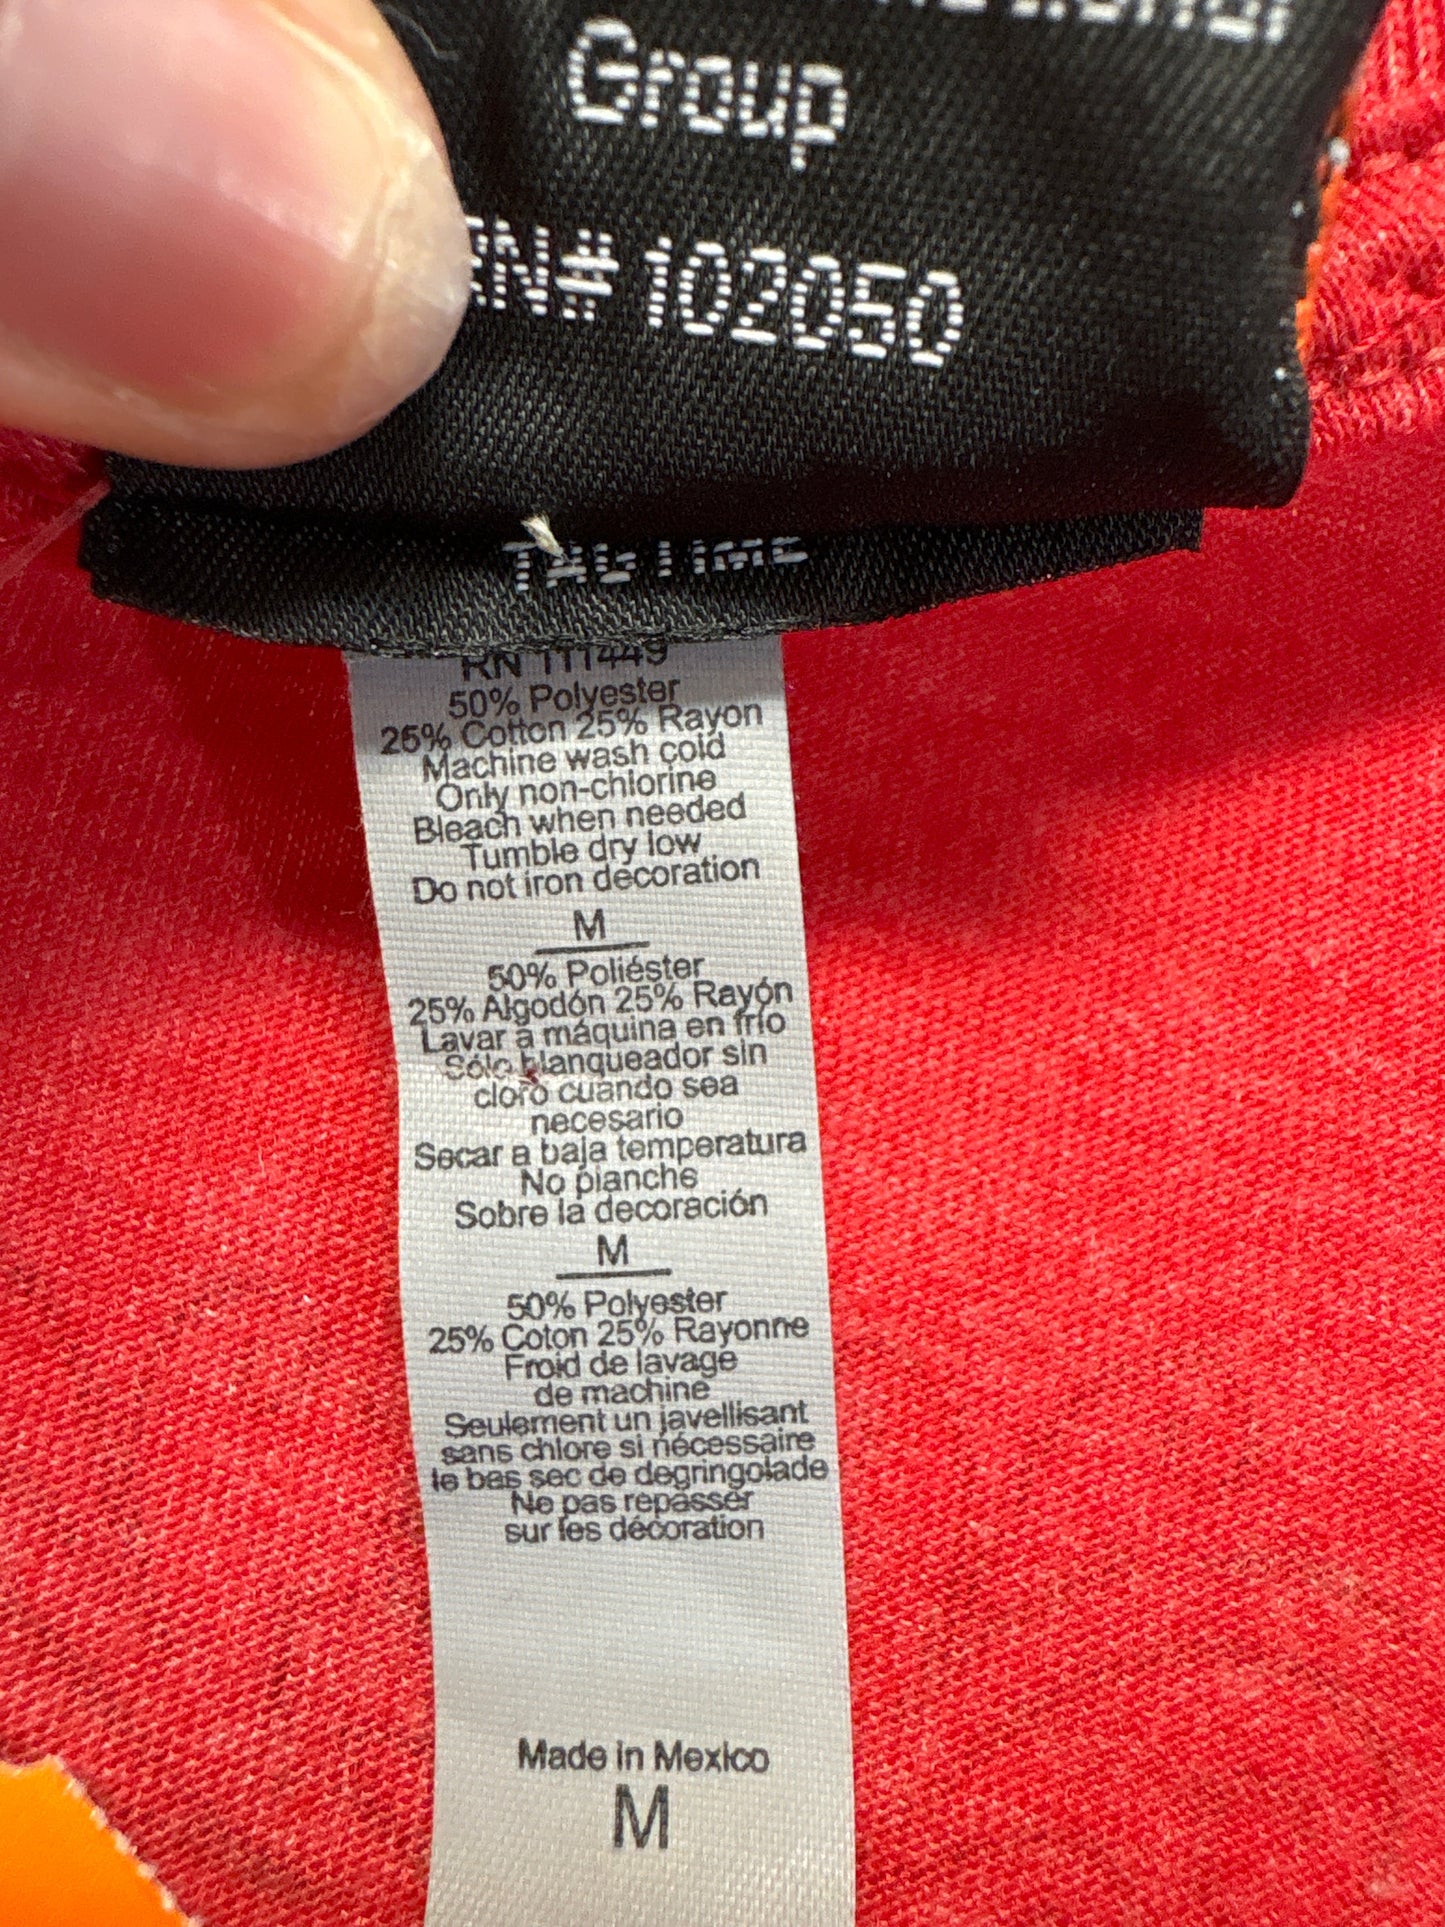 Group
RN# 102050
TAG TIME
RN 111449
50% Polyester
25% Cotton 25% Rayon
Machine wash cold
Only non-chlorine
Bleach when needed
Tumble dry low
Do not iron decoration
M
50% Poliéster
25% Algodón 25% Rayón
Lavar a máquina en frío
Sólo blanqueador sin
cloro cuando sea
necesario
Secar a baja temperatura
No planche
Sobre la decoración
M
50% Polyester
25% Coton 25% Rayonne
Froid de lavage
de machine
Seulement un javellisant
sans chlore si nécessaire
le bas sec de degringolade
Ne pas repasser
sur les décoration
Made in Mexico
M